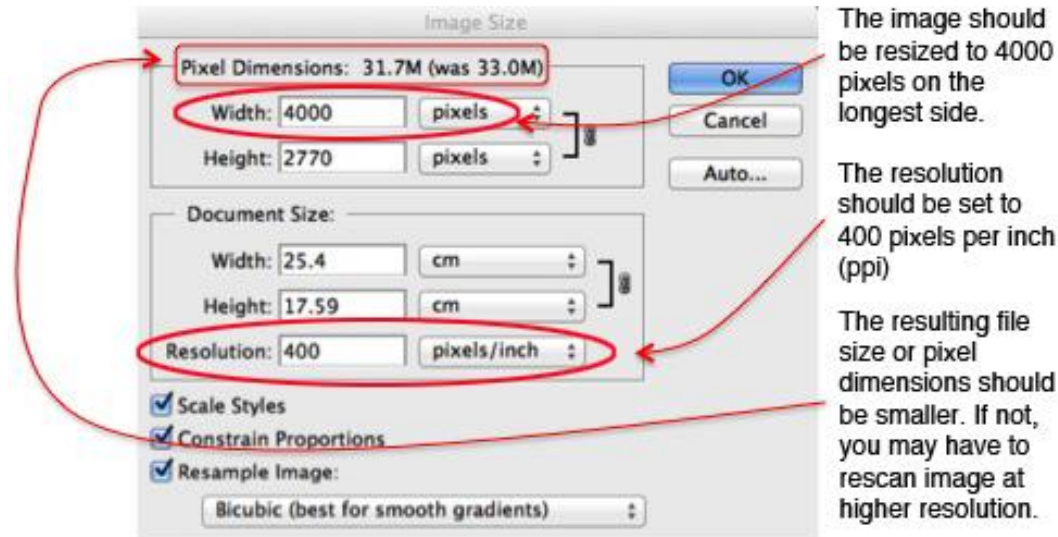 Image Size
Pixel Dimensions: 31.7M (was 33.0M)
Width: 4000 pixels
Height: 2770 pixels
OK
Cancel
Auto...
Document Size:
Width: 25.4 cm
Height: 17.59 cm
Resolution: 400 pixels/inch
Scale Styles
Constrain Proportions
Resample Image:
Bicubic (best for smooth gradients)
The image should
be resized to 4000
pixels on the
longest side.
The resolution
should be set to
400 pixels per inch
(ppi)
The resulting file
size or pixel
dimensions should
be smaller. If not,
you may have to
rescan image at
higher resolution.